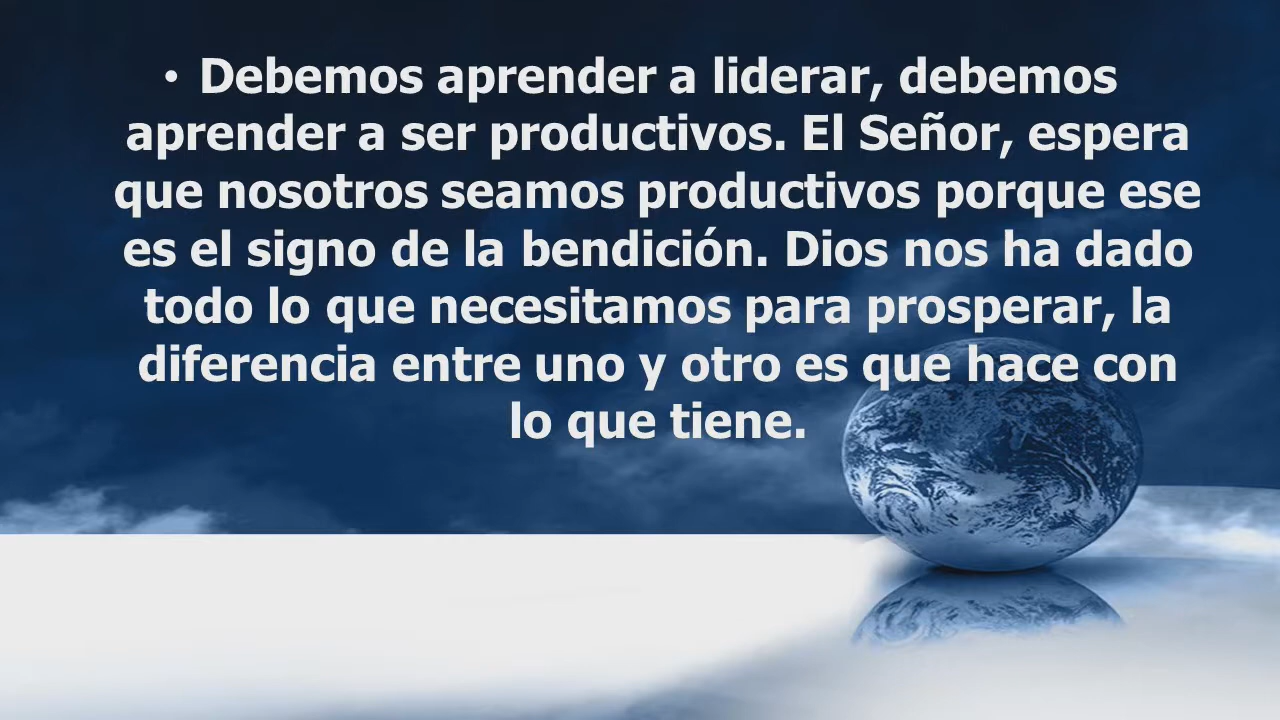 • Debemos aprender a liderar, debemos
aprender a ser productivos. El Señor, espera
que nosotros seamos productivos porque ese
es el signo de la bendición. Dios nos ha dado
todo lo que necesitamos para prosperar, la
diferencia entre uno y otro es que hace con
lo que tiene.